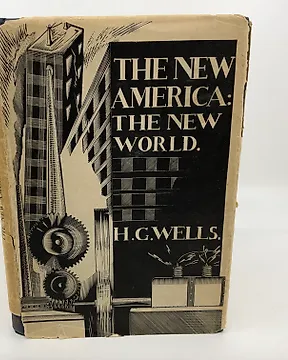 THE NEW
AMERICA:
THE NEW
WORLD.
H.G.WELLS.